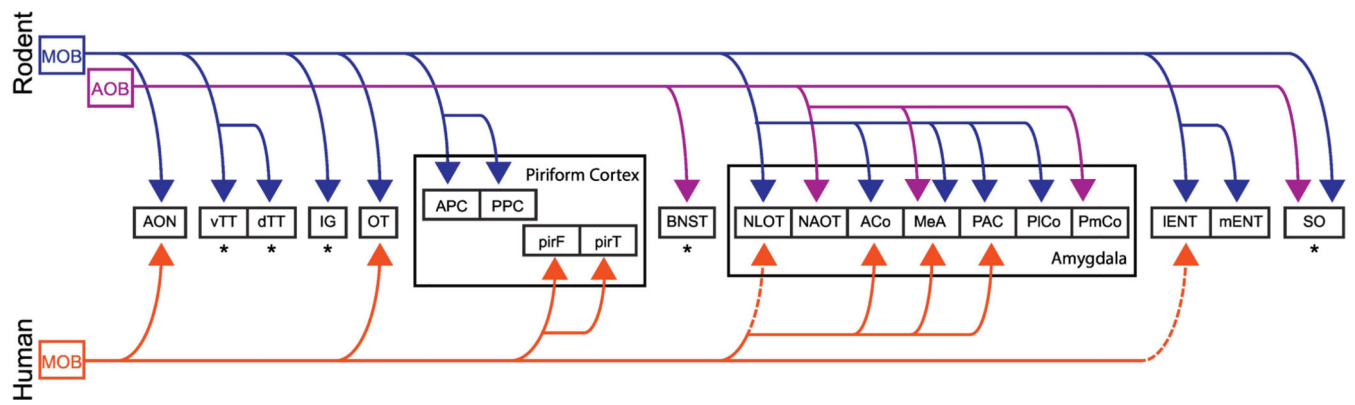 Rodent
MOB
AOB
Piriform Cortex
APC PPC
pirF pirT
AON vTT dTT IG OT BNST NLOT NAOT ACo MeA PAC PlCo PmCo lENT mENT SO
* * * * *
Amygdala
Human
MOB